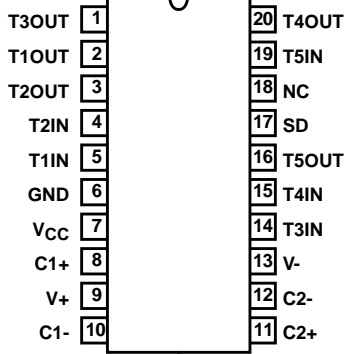 T3OUT 1 20 T4OUT
T1OUT 2 19 T5IN
T2OUT 3 18 NC
T2IN 4 17 SD
T1IN 5 16 T5OUT
GND 6 15 T4IN
VCC 7 14 T3IN
C1+ 8 13 V-
V+ 9 12 C2-
C1- 10 11 C2+